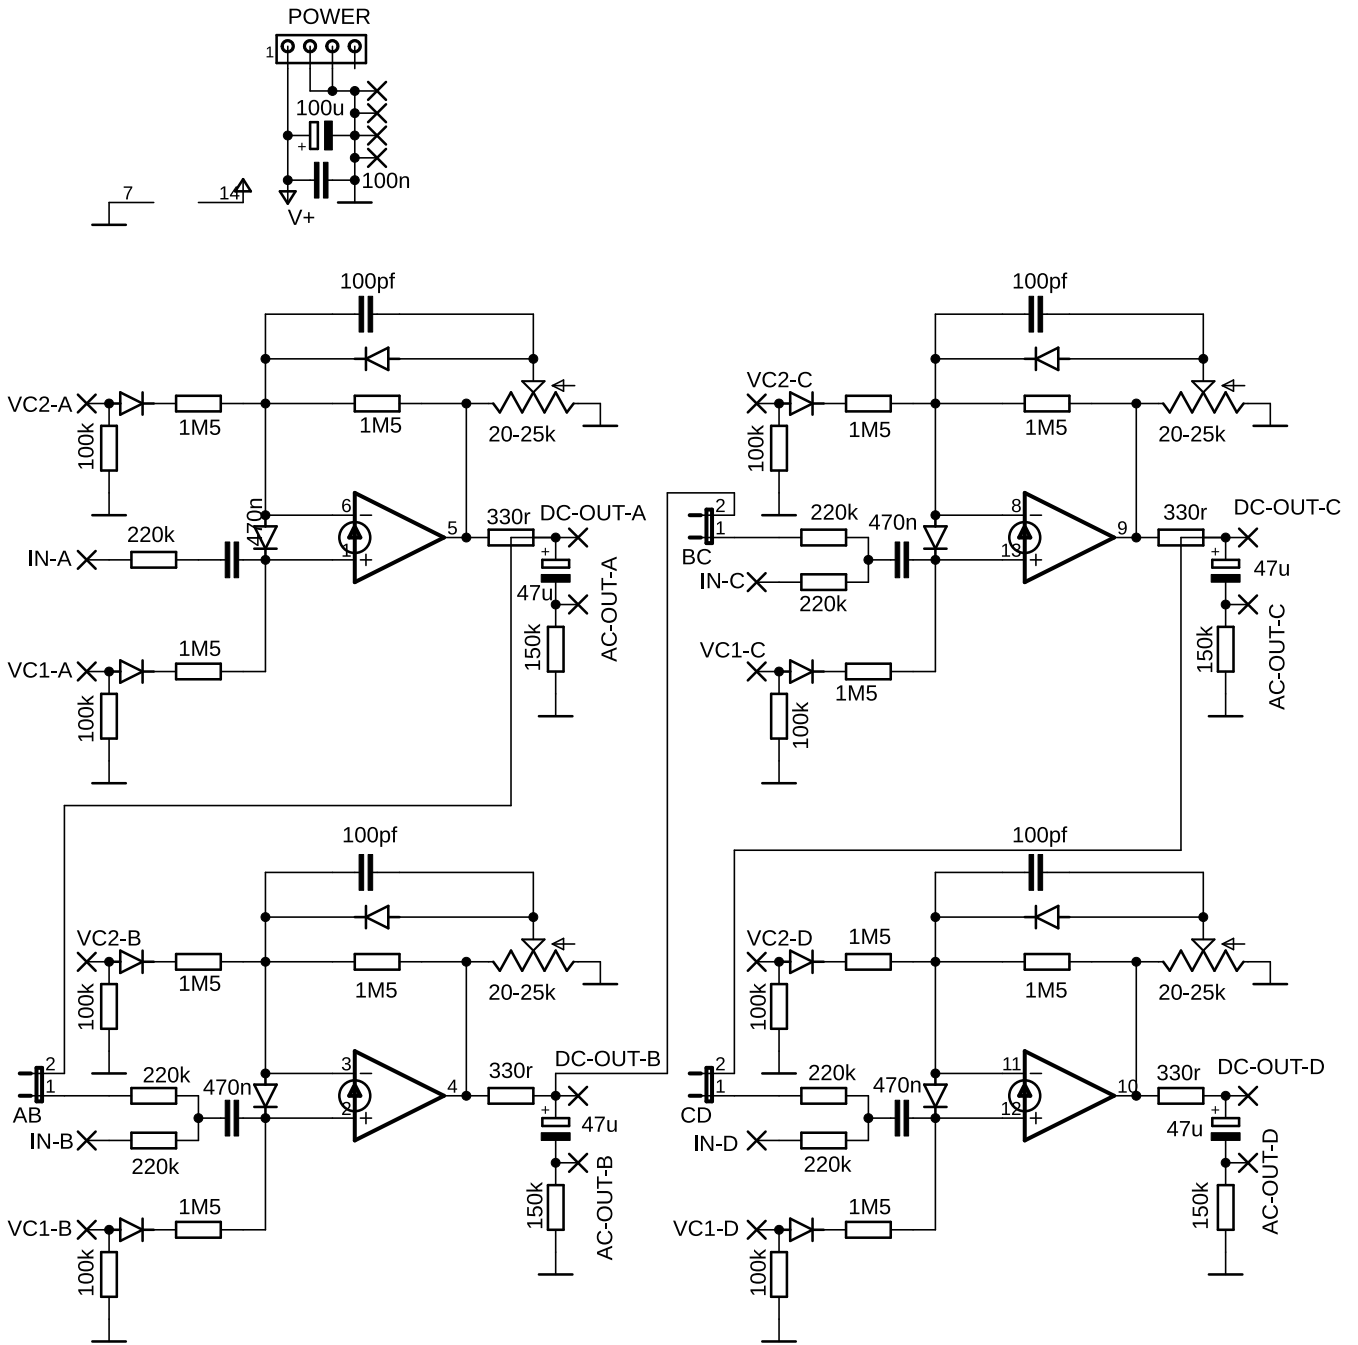 POWER
1
100u
+
100n
V+
7
14
100pf
VC2-A
1M5
1M5
20-25k
100k
470n
6
5
1
330r
DC-OUT-A
220k
IN-A
+
47u
AC-OUT-A
150k
1M5
VC1-A
100k
100pf
VC2-C
1M5
1M5
20-25k
100k
2
1
BC
220k
470n
8
9
13
330r
DC-OUT-C
IN-C
220k
+
47u
AC-OUT-C
150k
VC1-C
1M5
100k
100pf
VC2-B
1M5
1M5
20-25k
100k
2
1
AB
220k
470n
3
4
2
330r
DC-OUT-B
IN-B
220k
+
47u
AC-OUT-B
150k
1M5
VC1-B
100k
100pf
VC2-D
1M5
1M5
20-25k
100k
2
1
CD
220k
470n
11
10
12
330r
DC-OUT-D
IN-D
220k
+
47u
AC-OUT-D
150k
1M5
VC1-D
100k